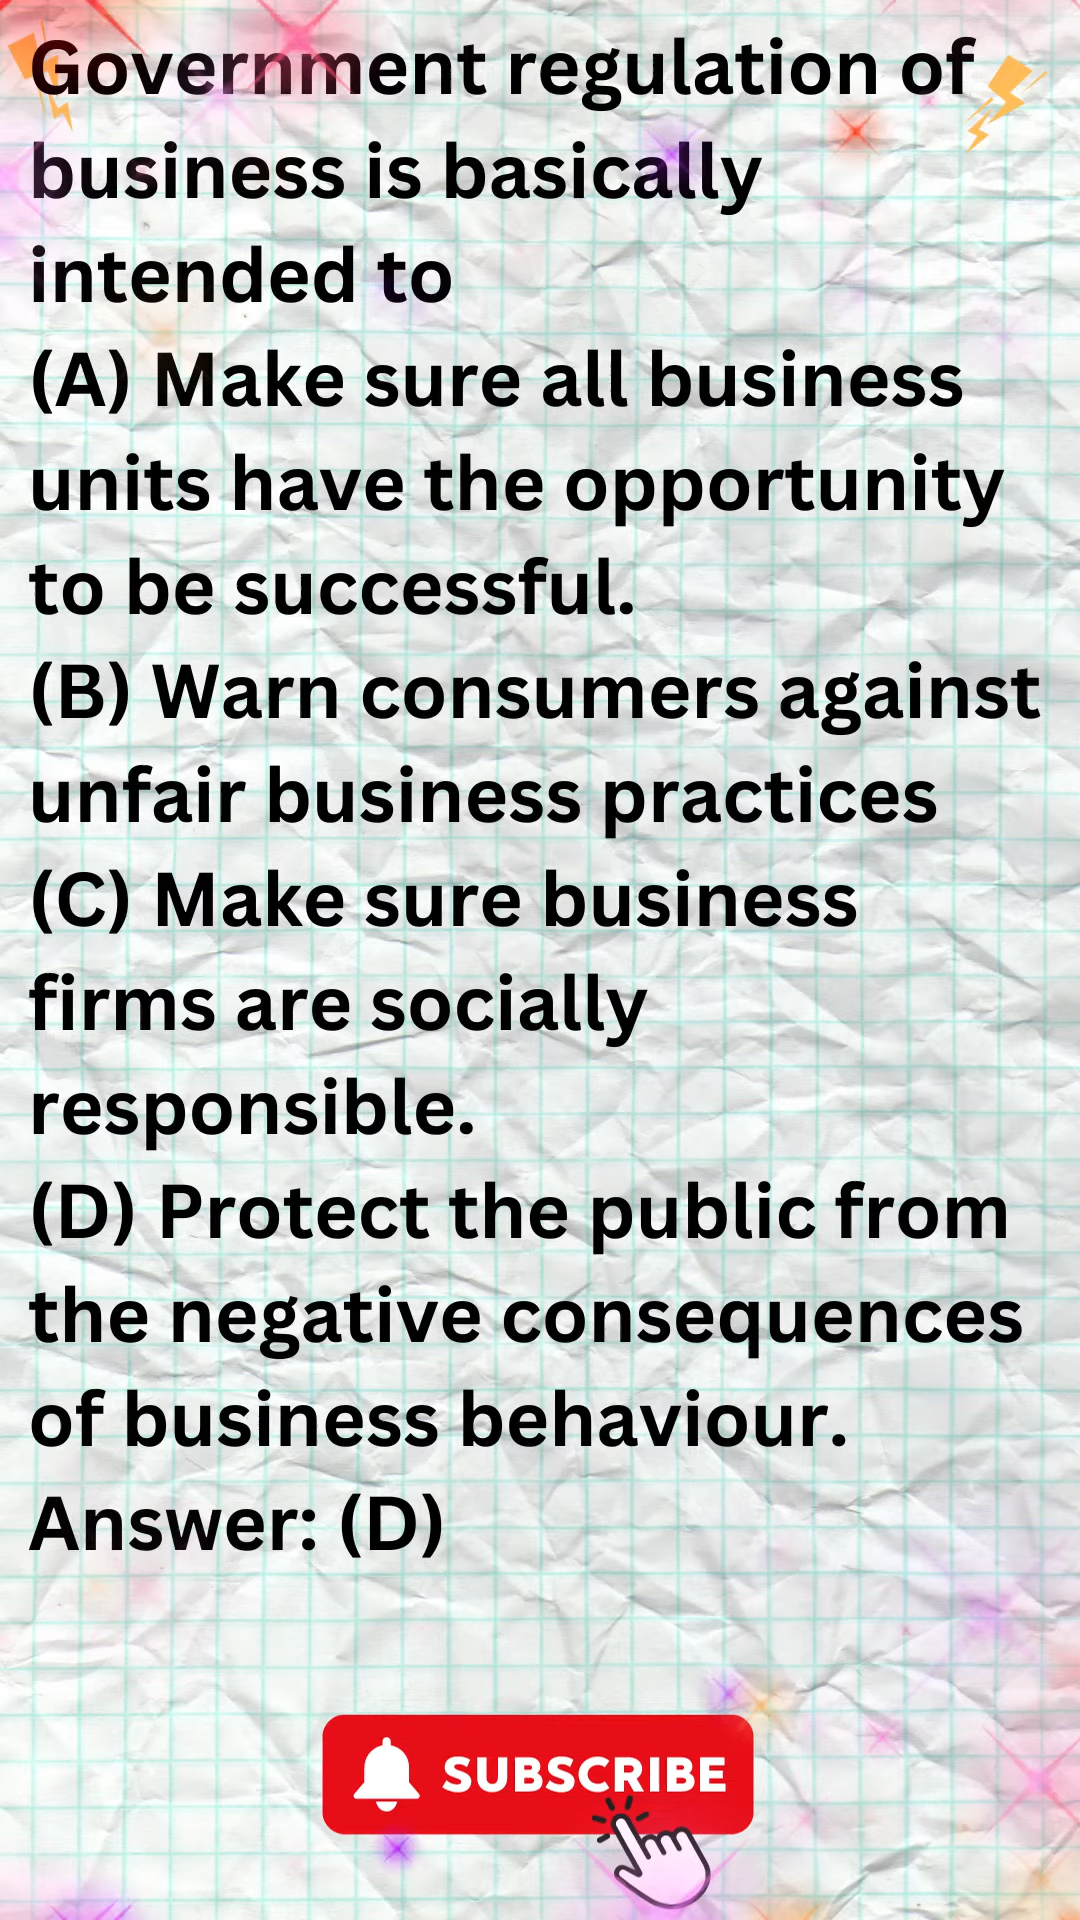 Government regulation of
business is basically
intended to
(A) Make sure all business
units have the opportunity
to be successful.
(B) Warn consumers against
unfair business practices
(C) Make sure business
firms are socially
responsible.
(D) Protect the public from
the negative consequences
of business behaviour.
Answer: (D)
SUBSCRIBE